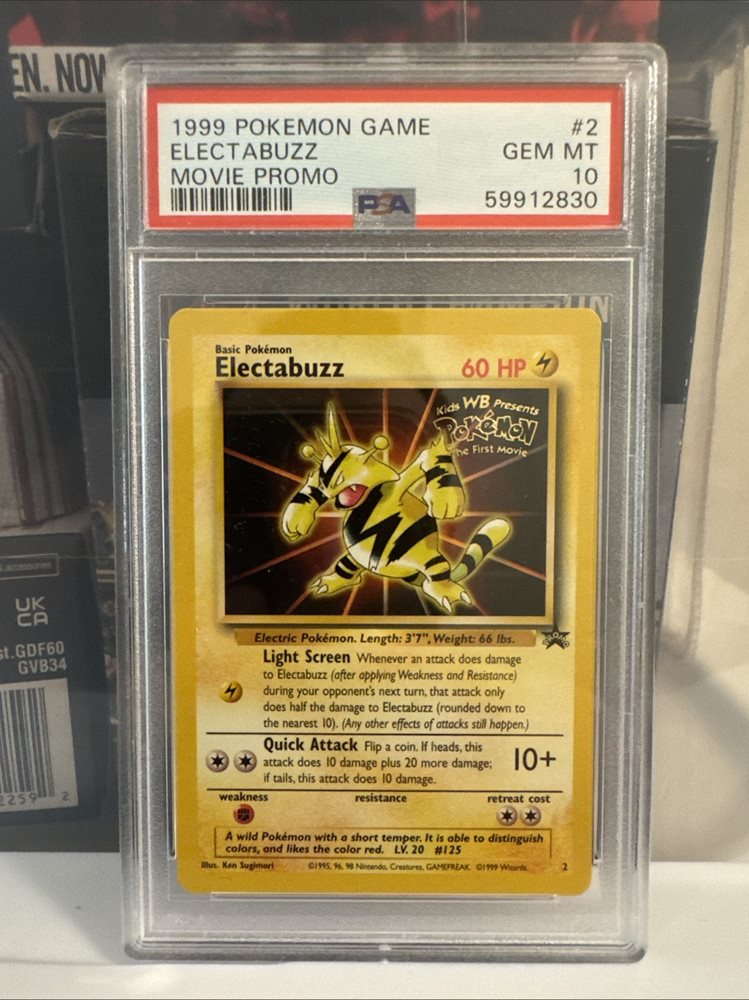 EN. NOW
1999 POKEMON GAME #2
ELECTABUZZ GEM MT
MOVIE PROMO 10
PSA 59912830
Basic Pokémon
Electabuzz 60 HP
Kids WB Presents
POKéMON
The First Movie
Electric Pokémon. Length: 3'7", Weight: 66 lbs.
PROMO
Light Screen Whenever an attack does damage
to Electabuzz (after applying Weakness and Resistance)
during your opponent's next turn, that attack only
does half the damage to Electabuzz (rounded down to
the nearest 10). (Any other effects of attacks still happen.)
Quick Attack Flip a coin. If heads, this
attack does 10 damage plus 20 more damage; 10+
if tails, this attack does 10 damage.
weakness resistance retreat cost
A wild Pokémon with a short temper. It is able to distinguish
colors, and likes the color red. LV. 20 #125
Illus. Ken Sugimori ©1995, 96, 98 Nintendo, Creatures, GAMEFREAK. ©1999 Wizards. 2
accessories
UK
CA
st.GDF60
GVB34
2259 2